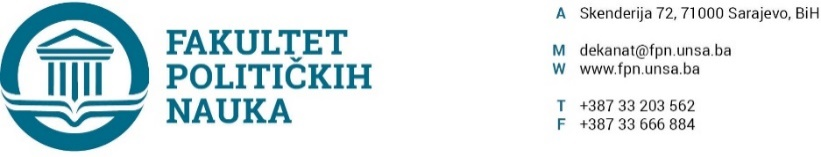 FAKULTET
POLITIČKIH
NAUKA
A Skenderija 72, 71000 Sarajevo, BiH
M dekanat@fpn.unsa.ba
W www.fpn.unsa.ba
T +387 33 203 562
F +387 33 666 884